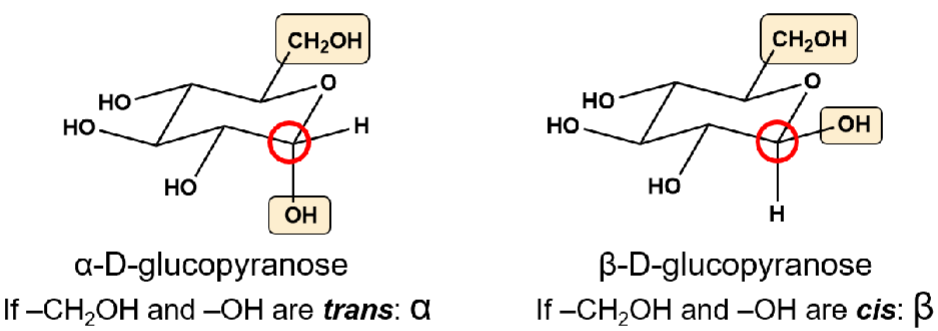 CH₂OH
O
HO
HO
H
HO
OH
α-D-glucopyranose
If –CH₂OH and –OH are trans: α
CH₂OH
O
HO
OH
HO
HO
H
β-D-glucopyranose
If –CH₂OH and –OH are cis: β